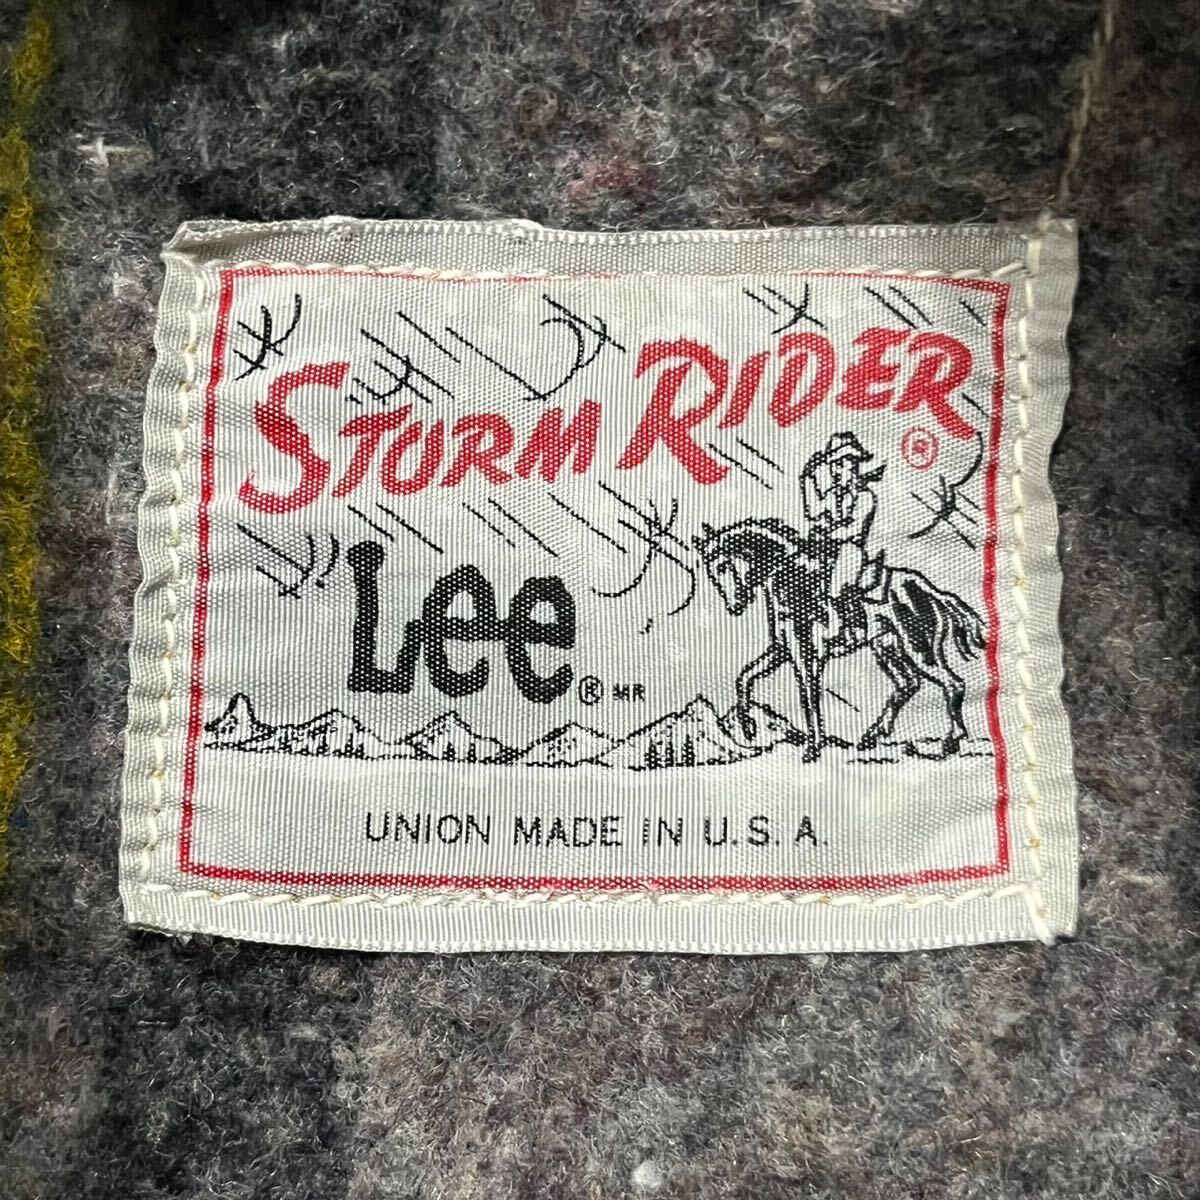 STORM RIDER ®
Lee ® MR
UNION MADE IN U.S.A.